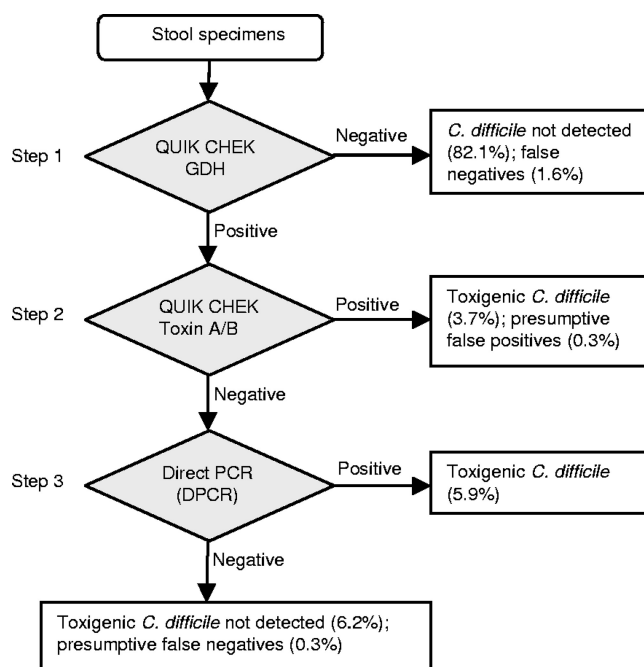 Stool specimens
Step 1
QUIK CHEK
GDH
Negative
C. difficile not detected
(82.1%); false
negatives (1.6%)
Positive
Step 2
QUIK CHEK
Toxin A/B
Positive
Toxigenic C. difficile
(3.7%); presumptive
false positives (0.3%)
Negative
Step 3
Direct PCR
(DPCR)
Positive
Toxigenic C. difficile
(5.9%)
Negative
Toxigenic C. difficile not detected (6.2%);
presumptive false negatives (0.3%)